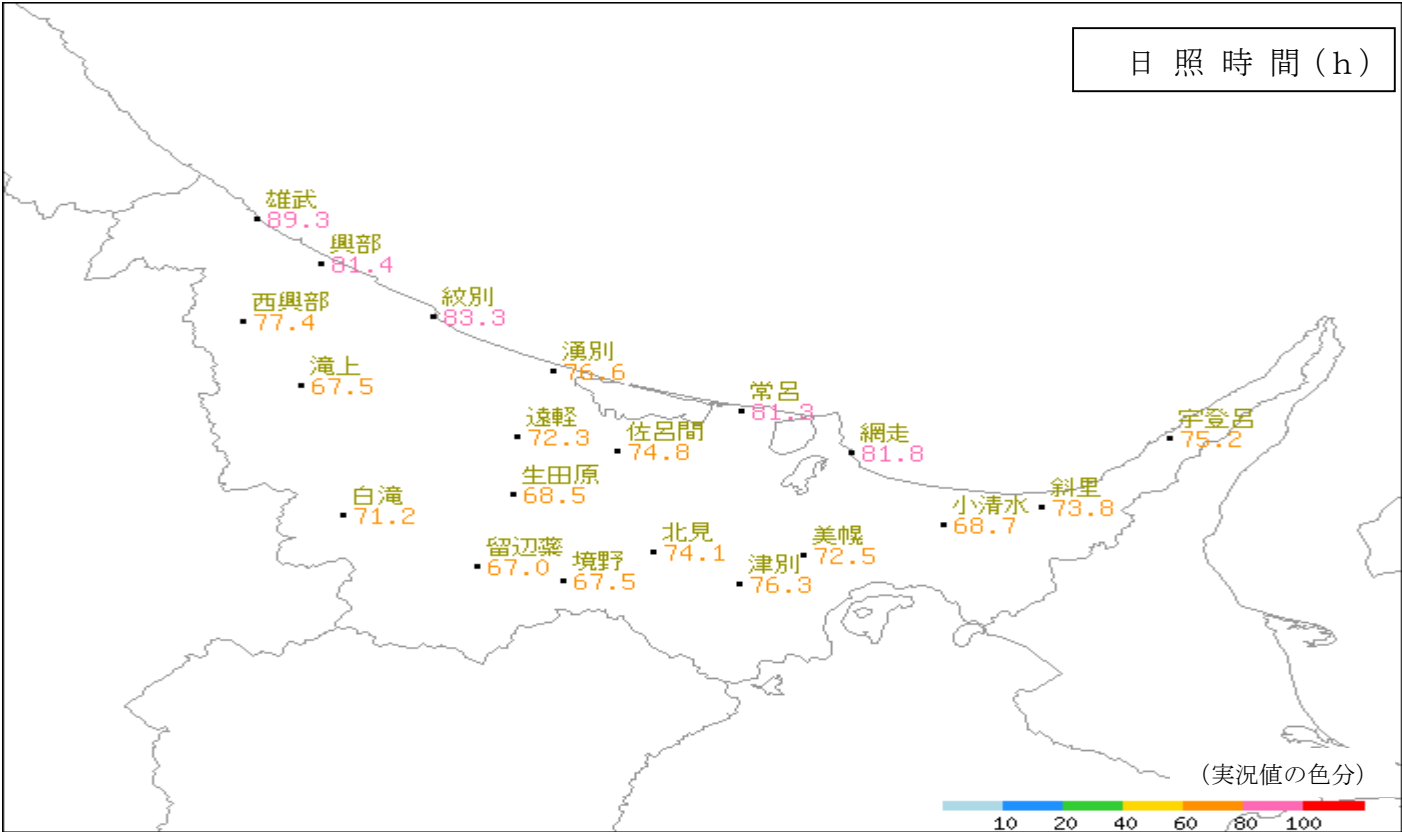 日 照 時 間 (ｈ)
雄武
89.3
興部
81.4
西興部
77.4
紋別
83.3
滝上
67.5
湧別
76.6
常呂
81.3
遠軽
72.3
佐呂間
74.8
網走
81.8
宇登呂
75.2
生田原
68.5
白滝
71.2
小清水
68.7
斜里
73.8
留辺蘂
67.0
境野
67.5
北見
74.1
美幌
72.5
津別
76.3
(実況値の色分)
10 20 40 60 80 100